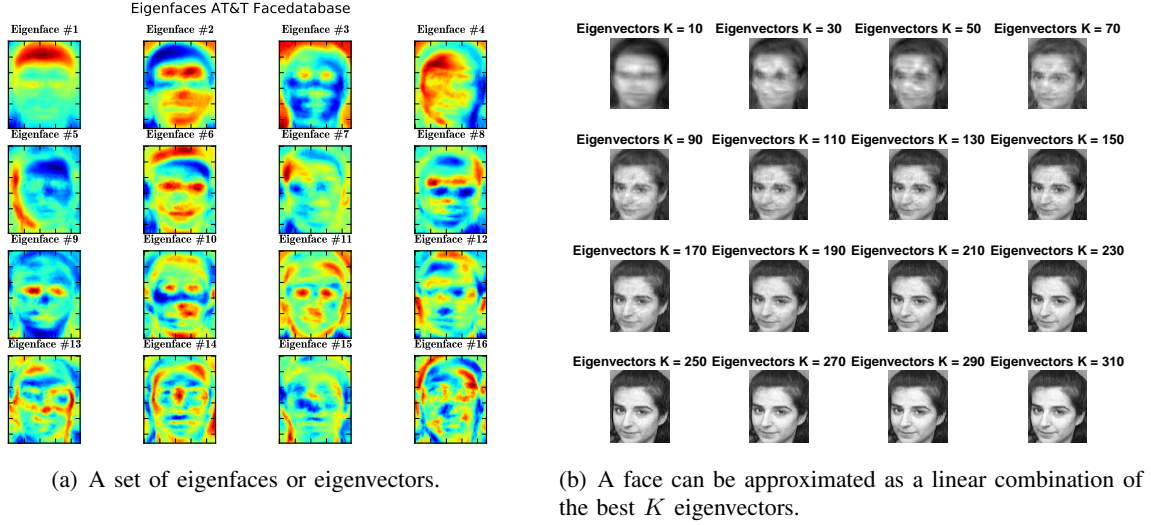 Eigenfaces AT&T Facedatabase
Eigenface #1 Eigenface #2 Eigenface #3 Eigenface #4
Eigenface #5 Eigenface #6 Eigenface #7 Eigenface #8
Eigenface #9 Eigenface #10 Eigenface #11 Eigenface #12
Eigenface #13 Eigenface #14 Eigenface #15 Eigenface #16
(a) A set of eigenfaces or eigenvectors.
Eigenvectors K = 10 Eigenvectors K = 30 Eigenvectors K = 50 Eigenvectors K = 70
Eigenvectors K = 90 Eigenvectors K = 110 Eigenvectors K = 130 Eigenvectors K = 150
Eigenvectors K = 170 Eigenvectors K = 190 Eigenvectors K = 210 Eigenvectors K = 230
Eigenvectors K = 250 Eigenvectors K = 270 Eigenvectors K = 290 Eigenvectors K = 310
(b) A face can be approximated as a linear combination of
the best K eigenvectors.